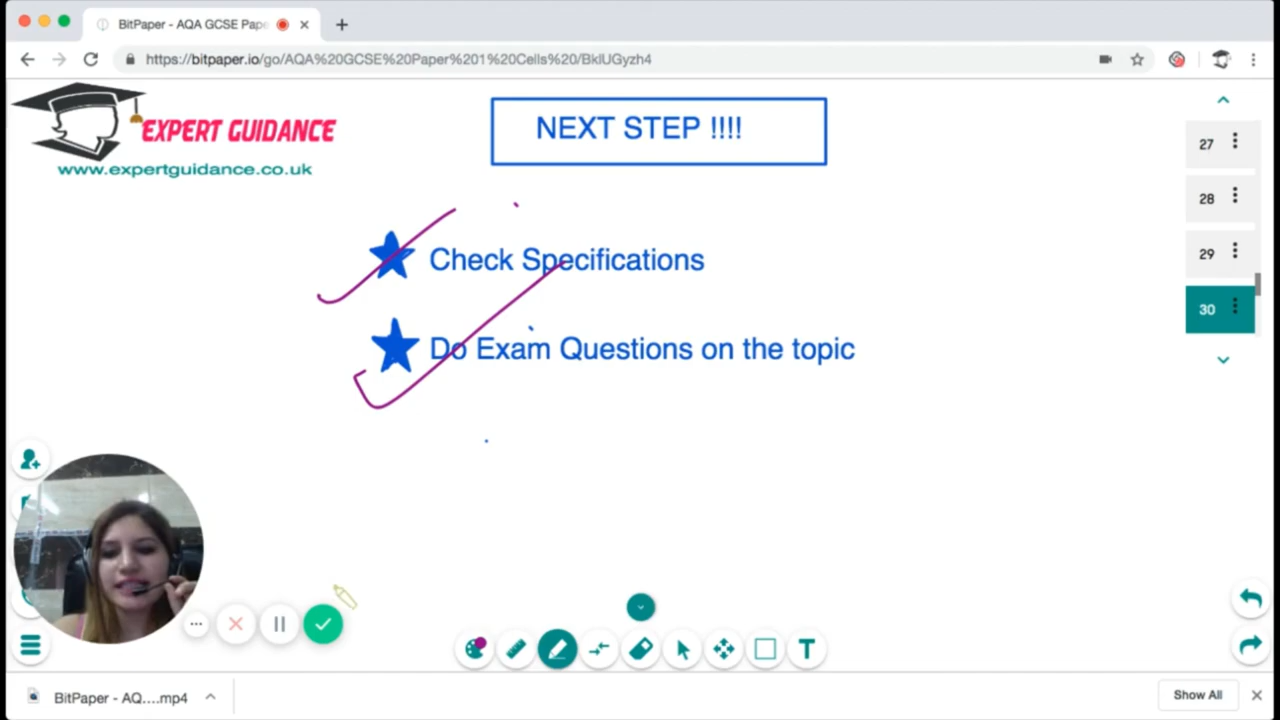 BitPaper - AQA GCSE Pape
https://bitpaper.io/go/AQA%20GCSE%20Paper%201%20Cells%20/BklUGyzh4
EXPERT GUIDANCE
www.expertguidance.co.uk
NEXT STEP !!!!
Check Specifications
Do Exam Questions on the topic
27
28
29
30
T
BitPaper - AQ....mp4
Show All